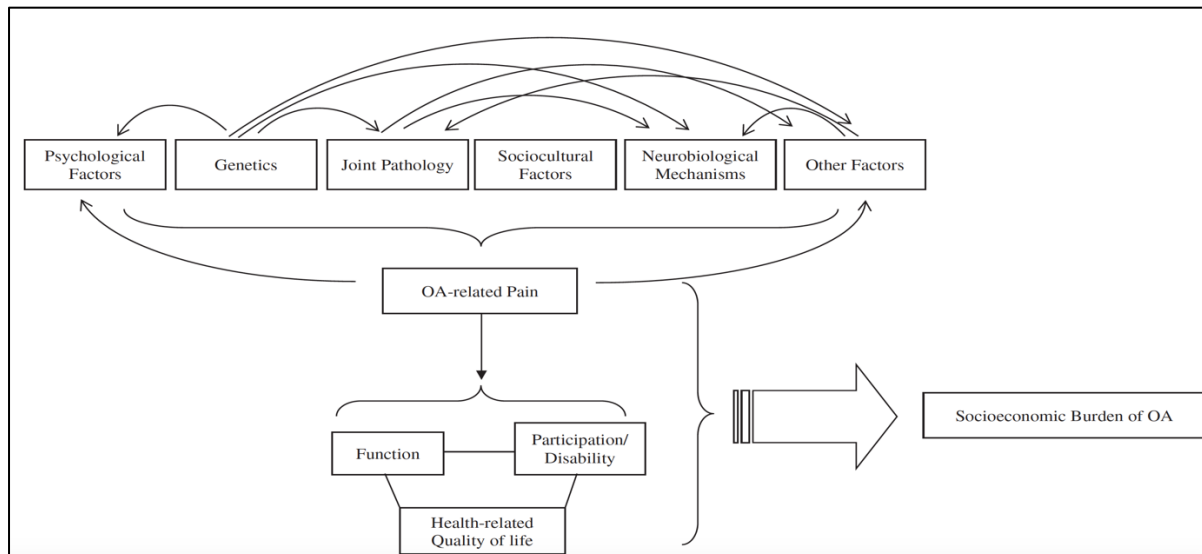 Psychological
Factors
Genetics
Joint Pathology
Sociocultural
Factors
Neurobiological
Mechanisms
Other Factors
OA-related Pain
Function
Participation/
Disability
Health-related
Quality of life
Socioeconomic Burden of OA